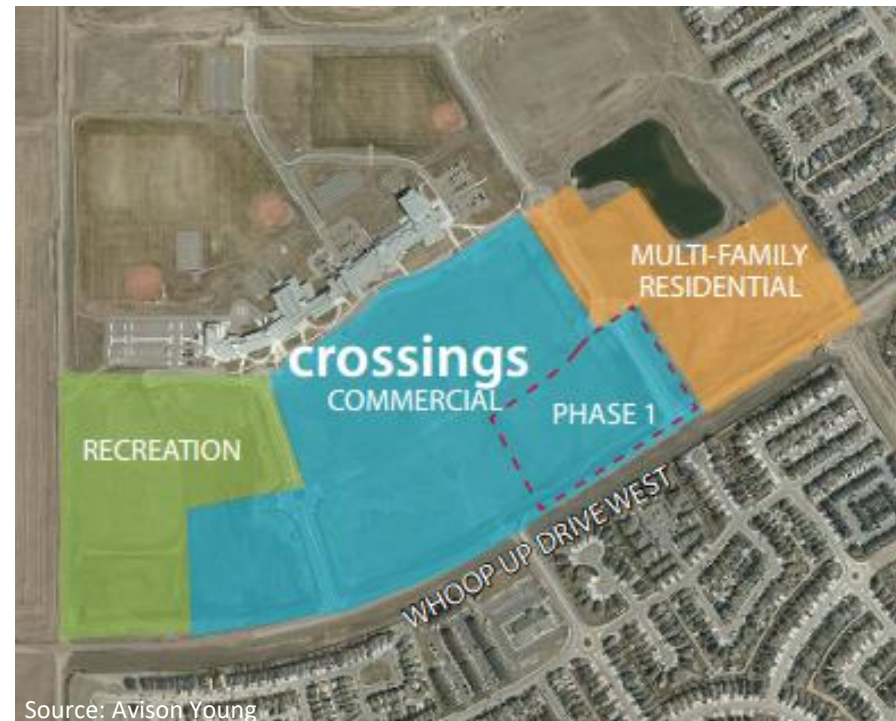 MULTI-FAMILY
RESIDENTIAL
crossings
COMMERCIAL
PHASE 1
RECREATION
WHOOP UP DRIVE WEST
Source: Avison Young